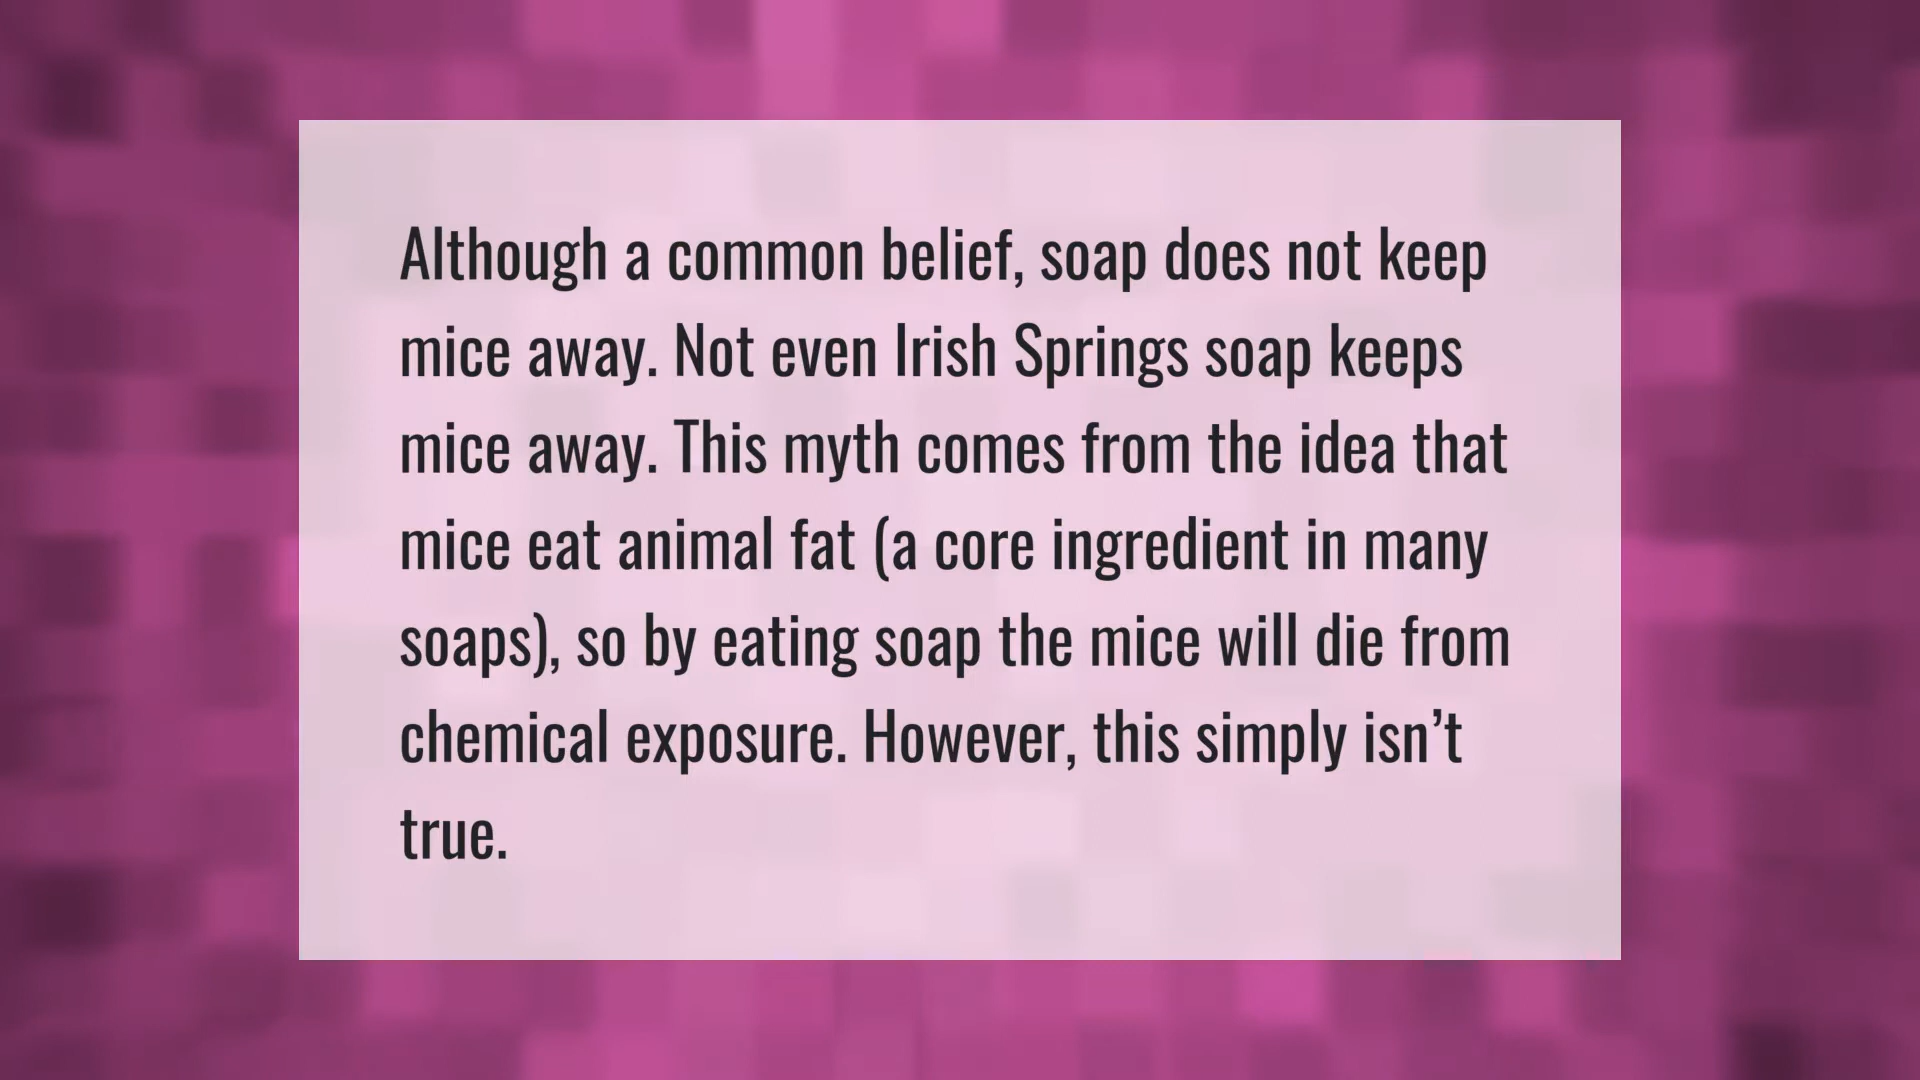 Although a common belief, soap does not keep
mice away. Not even Irish Springs soap keeps
mice away. This myth comes from the idea that
mice eat animal fat (a core ingredient in many
soaps), so by eating soap the mice will die from
chemical exposure. However, this simply isn’t
true.